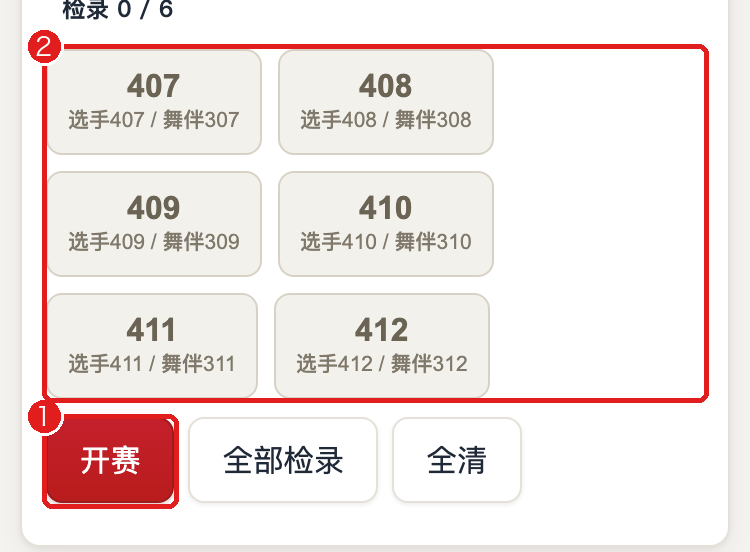 检录 0 / 6
2
407 408
选手407 / 舞伴307 选手408 / 舞伴308
409 410
选手409 / 舞伴309 选手410 / 舞伴310
411 412
选手411 / 舞伴311 选手412 / 舞伴312
1
开赛 全部检录 全清